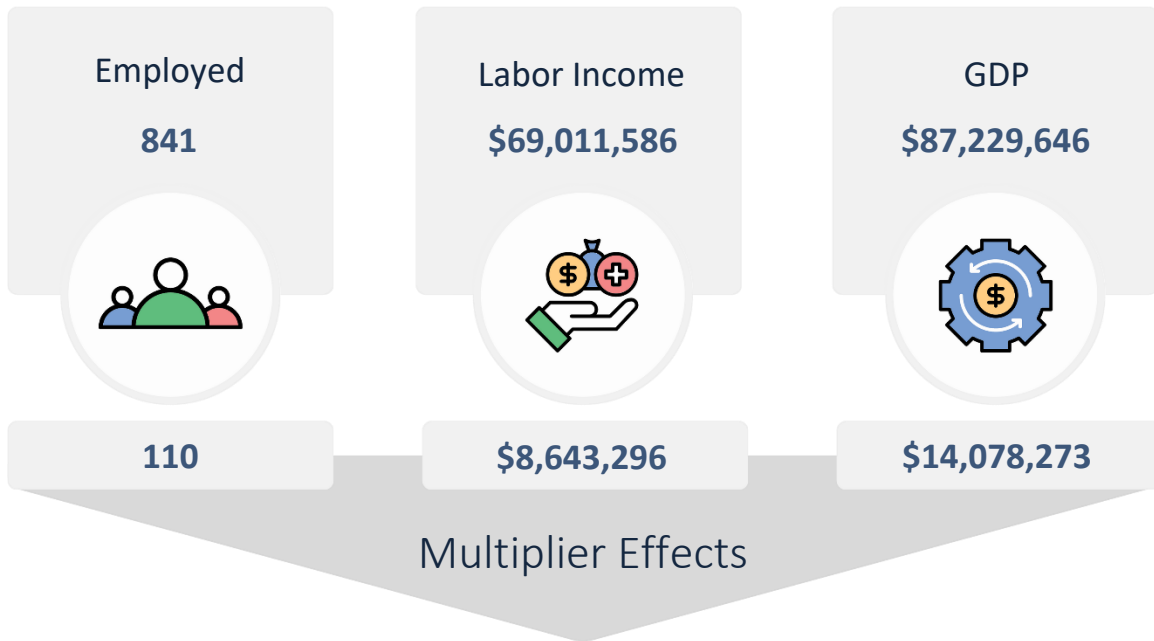 Employed
841
Labor Income
$69,011,586
GDP
$87,229,646
$
$
110
$8,643,296
$14,078,273
Multiplier Effects